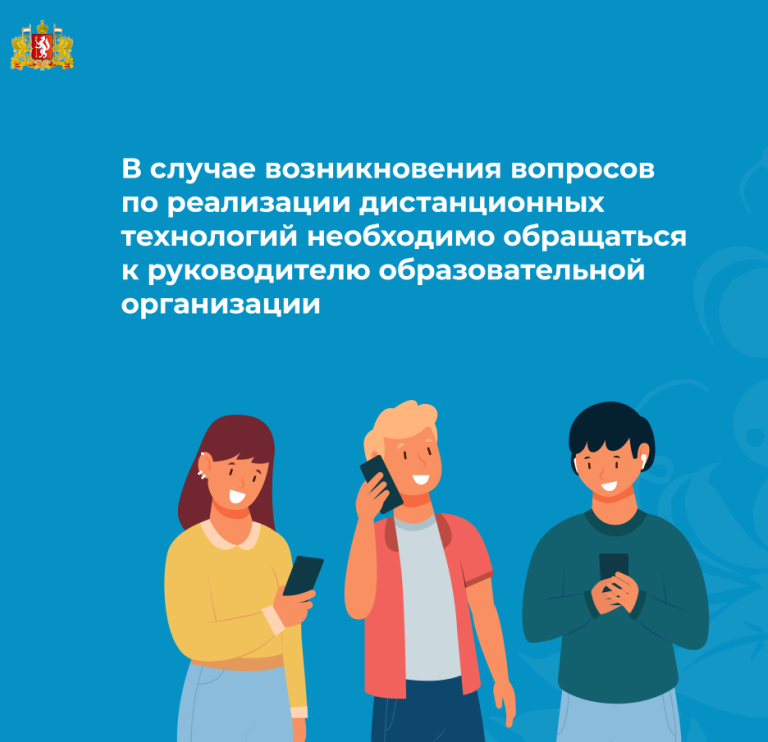 В случае возникновения вопросов
по реализации дистанционных
технологий необходимо обращаться
к руководителю образовательной
организации